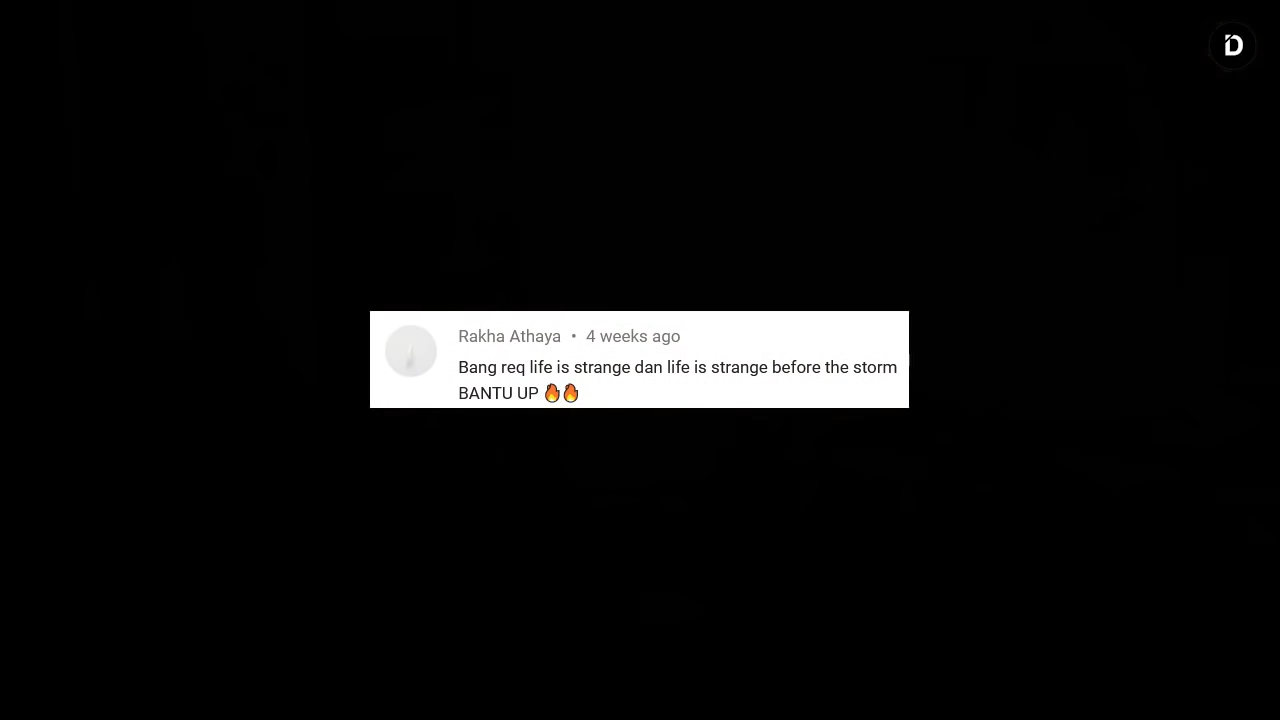 D
Rakha Athaya • 4 weeks ago
Bang req life is strange dan life is strange before the storm
BANTU UP 🔥🔥